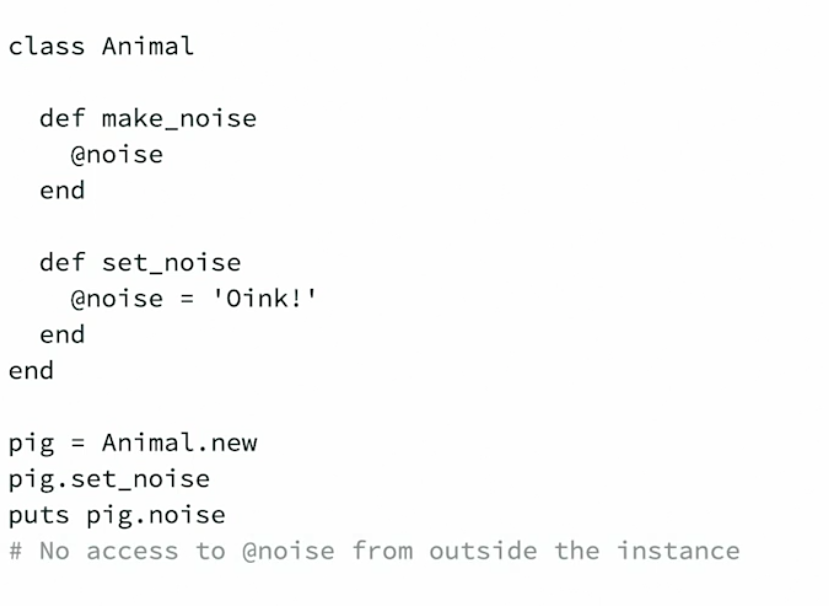 class Animal
  def make_noise
    @noise
  end
  def set_noise
    @noise = 'Oink!'
  end
end
pig = Animal.new
pig.set_noise
puts pig.noise
# No access to @noise from outside the instance